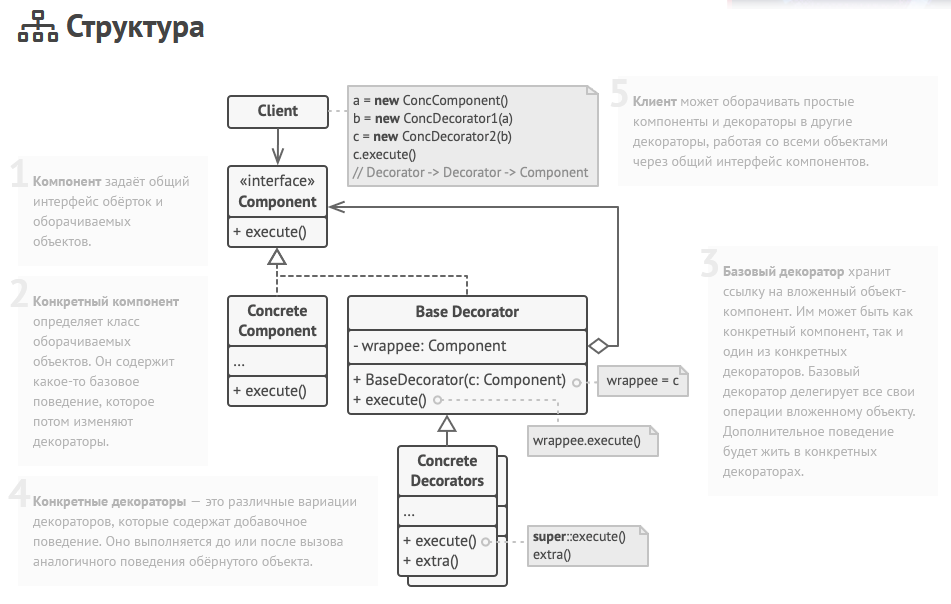 Структура
Client
a = new ConcComponent()
b = new ConcDecorator1(a)
c = new ConcDecorator2(b)
c.execute()
// Decorator -> Decorator -> Component
5
Клиент может оборачивать простые
компоненты и декораторы в другие
декораторы, работая со всеми объектами
через общий интерфейс компонентов.
1
Компонент задаёт общий
интерфейс обёрток и
оборачиваемых
объектов.
«interface»
Component
+ execute()
2
Конкретный компонент
определяет класс
оборачиваемых
объектов. Он содержит
какое-то базовое
поведение, которое
потом изменяют
декораторы.
Concrete
Component
...
+ execute()
Base Decorator
- wrappee: Component
+ BaseDecorator(c: Component)
+ execute()
wrappee = c
wrappee.execute()
3
Базовый декоратор хранит
ссылку на вложенный объект-
компонент. Им может быть как
конкретный компонент, так и
один из конкретных
декораторов. Базовый
декоратор делегирует все свои
операции вложенному объекту.
Дополнительное поведение
будет жить в конкретных
декораторах.
4
Конкретные декораторы — это различные вариации
декораторов, которые содержат добавочное
поведение. Оно выполняется до или после вызова
аналогичного поведения обёрнутого объекта.
Concrete
Decorators
...
+ execute()
+ extra()
super::execute()
extra()